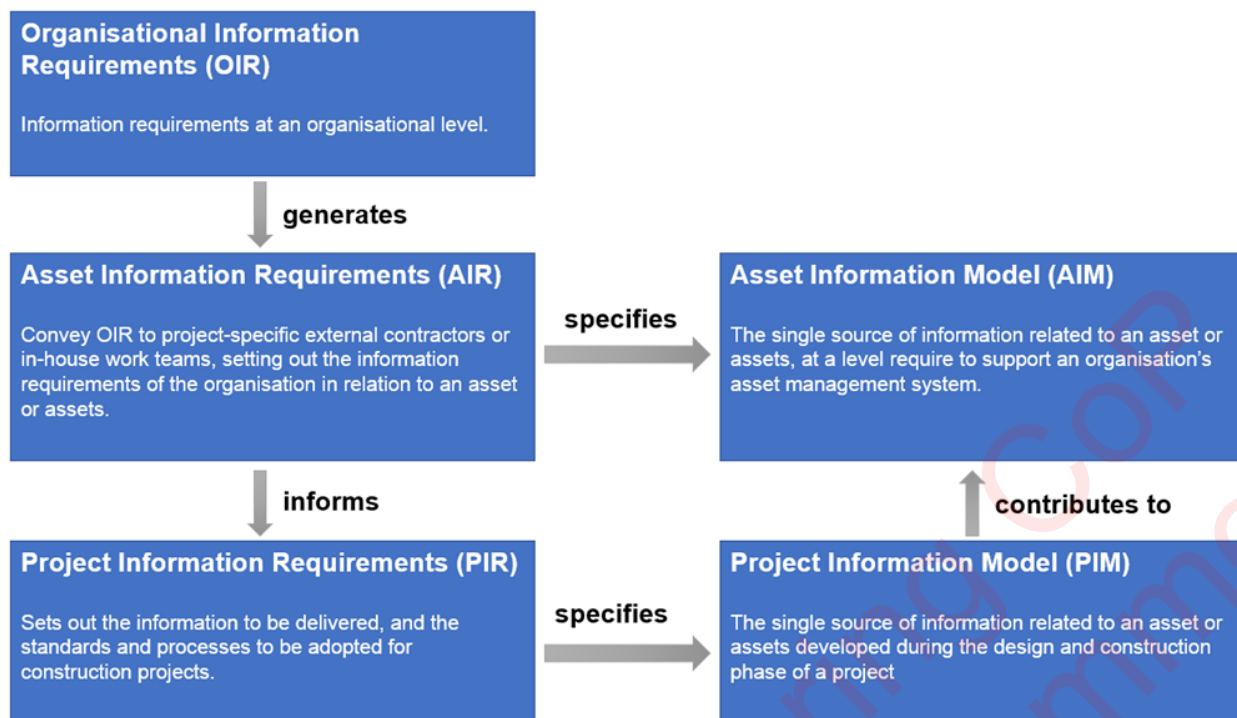 Organisational Information
Requirements (OIR)
Information requirements at an organisational level.
generates
Asset Information Requirements (AIR)
Convey OIR to project-specific external contractors or
in-house work teams, setting out the information
requirements of the organisation in relation to an asset
or assets.
specifies
Asset Information Model (AIM)
The single source of information related to an asset or
assets, at a level require to support an organisation's
asset management system.
informs
contributes to
Project Information Requirements (PIR)
Sets out the information to be delivered, and the
standards and processes to be adopted for
construction projects.
specifies
Project Information Model (PIM)
The single source of information related to an asset or
assets developed during the design and construction
phase of a project
CoP